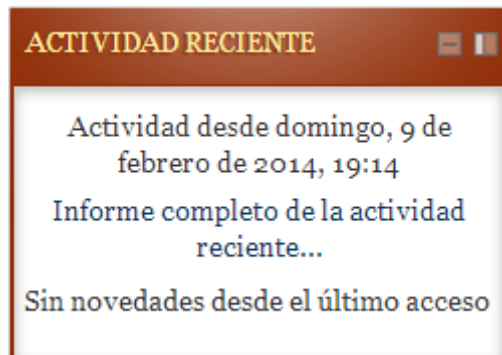 ACTIVIDAD RECIENTE
Actividad desde domingo, 9 de
febrero de 2014, 19:14
Informe completo de la actividad
reciente...
Sin novedades desde el último acceso